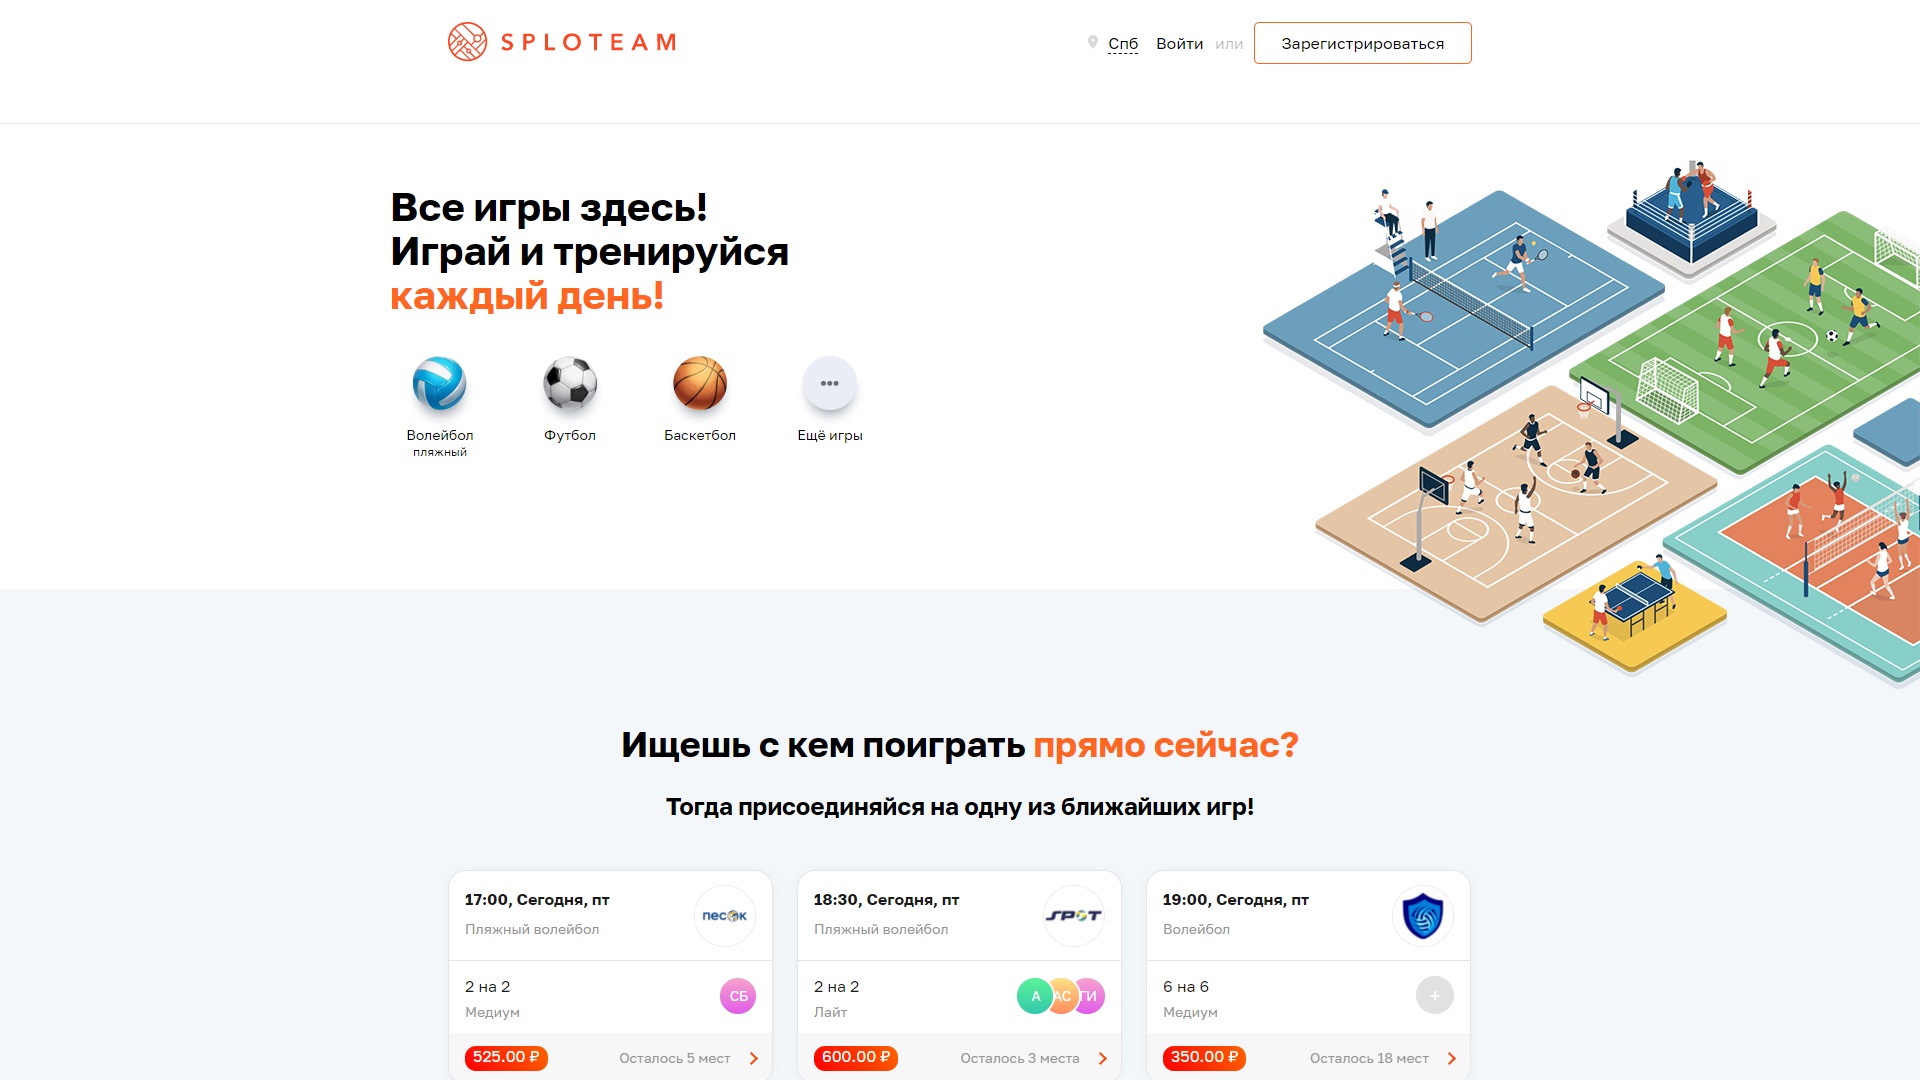 SPLOTEAM
Спб Войти или Зарегистрироваться
Все игры здесь!
Играй и тренируйся
каждый день!
Волейбол
пляжный
Футбол
Баскетбол
Ещё игры
Ищешь с кем поиграть прямо сейчас?
Тогда присоединяйся на одну из ближайших игр!
17:00, Сегодня, пт
Пляжный волейбол
песок
2 на 2
Медиум
СБ
525.00 ₽
Осталось 5 мест
18:30, Сегодня, пт
Пляжный волейбол
SPOT
2 на 2
Лайт
А АС ГИ
600.00 ₽
Осталось 3 места
19:00, Сегодня, пт
Волейбол
6 на 6
Медиум
+
350.00 ₽
Осталось 18 мест